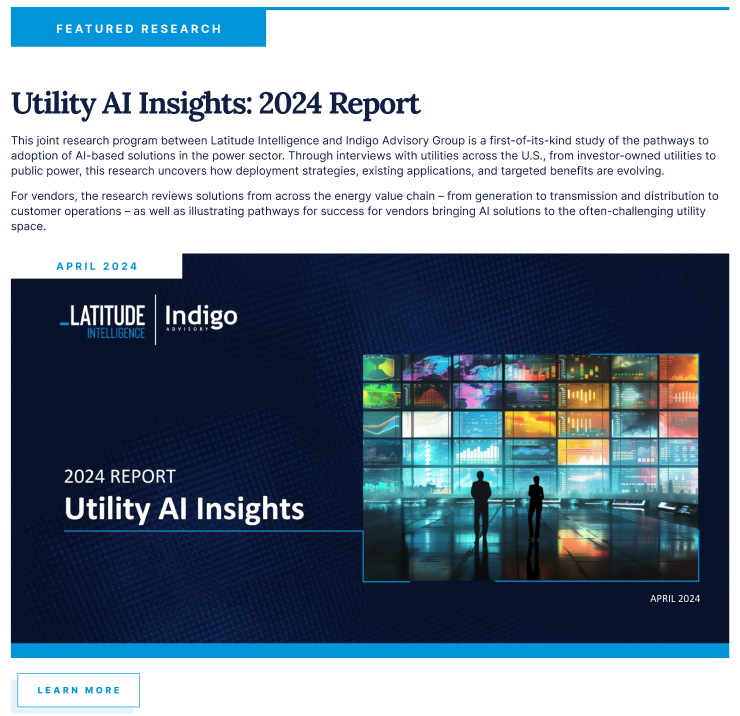 FEATURED RESEARCH
Utility AI Insights: 2024 Report
This joint research program between Latitude Intelligence and Indigo Advisory Group is a first-of-its-kind study of the pathways to
adoption of AI-based solutions in the power sector. Through interviews with utilities across the U.S., from investor-owned utilities to
public power, this research uncovers how deployment strategies, existing applications, and targeted benefits are evolving.
For vendors, the research reviews solutions from across the energy value chain – from generation to transmission and distribution to
customer operations – as well as illustrating pathways for success for vendors bringing AI solutions to the often-challenging utility
space.
APRIL 2024
LATITUDE
INTELLIGENCE
Indigo
ADVISORY
2024 REPORT
Utility AI Insights
APRIL 2024
LEARN MORE